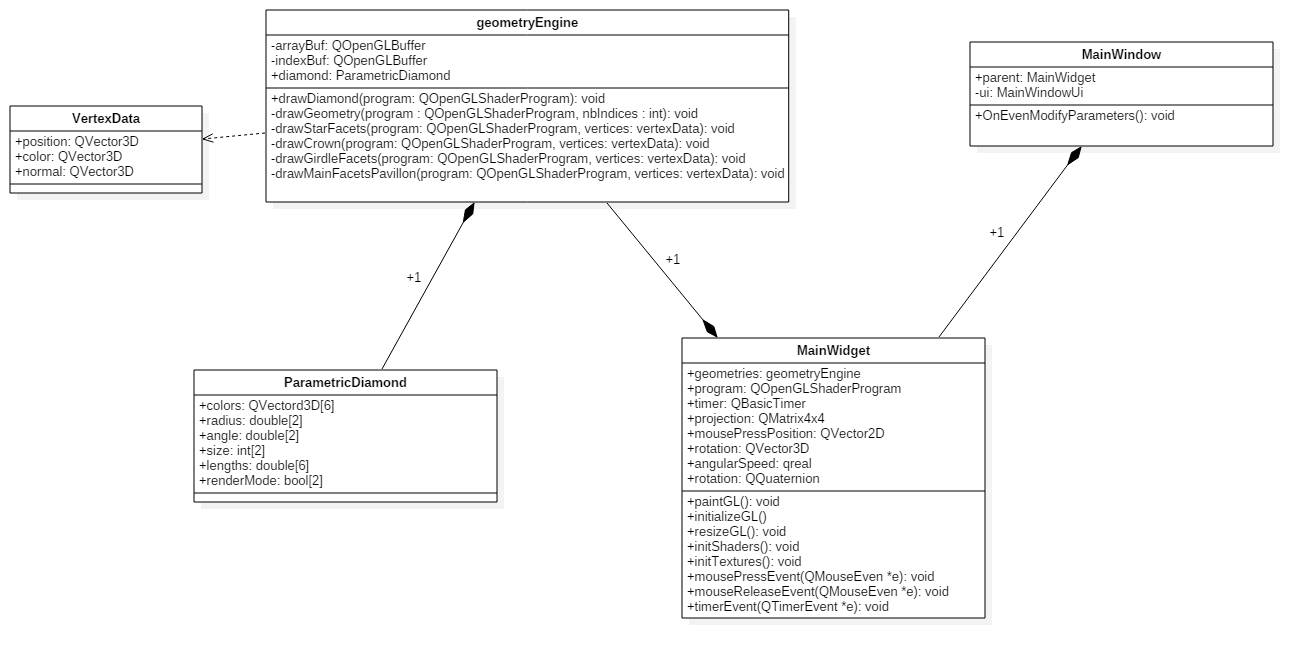 geometryEngine
-arrayBuf: QOpenGLBuffer
-indexBuf: QOpenGLBuffer
+diamond: ParametricDiamond
+drawDiamond(program: QOpenGLShaderProgram): void
-drawGeometry(program : QOpenGLShaderProgram, nbIndices : int): void
-drawStarFacets(program: QOpenGLShaderProgram, vertices: vertexData): void
-drawCrown(program: QOpenGLShaderProgram, vertices: vertexData): void
-drawGirdleFacets(program: QOpenGLShaderProgram, vertices: vertexData): void
-drawMainFacetsPavillon(program: QOpenGLShaderProgram, vertices: vertexData): void
MainWindow
+parent: MainWidget
-ui: MainWindowUi
+OnEvenModifyParameters(): void
VertexData
+position: QVector3D
+color: QVector3D
+normal: QVector3D
+1
+1
+1
ParametricDiamond
+colors: QVectord3D[6]
+radius: double[2]
+angle: double[2]
+size: int[2]
+lengths: double[6]
+renderMode: bool[2]
MainWidget
+geometries: geometryEngine
+program: QOpenGLShaderProgram
+timer: QBasicTimer
+projection: QMatrix4x4
+mousePressPosition: QVector2D
+rotation: QVector3D
+angularSpeed: qreal
+rotation: QQuaternion
+paintGL(): void
+initializeGL()
+resizeGL(): void
+initShaders(): void
+initTextures(): void
+mousePressEvent(QMouseEven *e): void
+mouseReleaseEvent(QMouseEven *e): void
+timerEvent(QTimerEvent *e): void